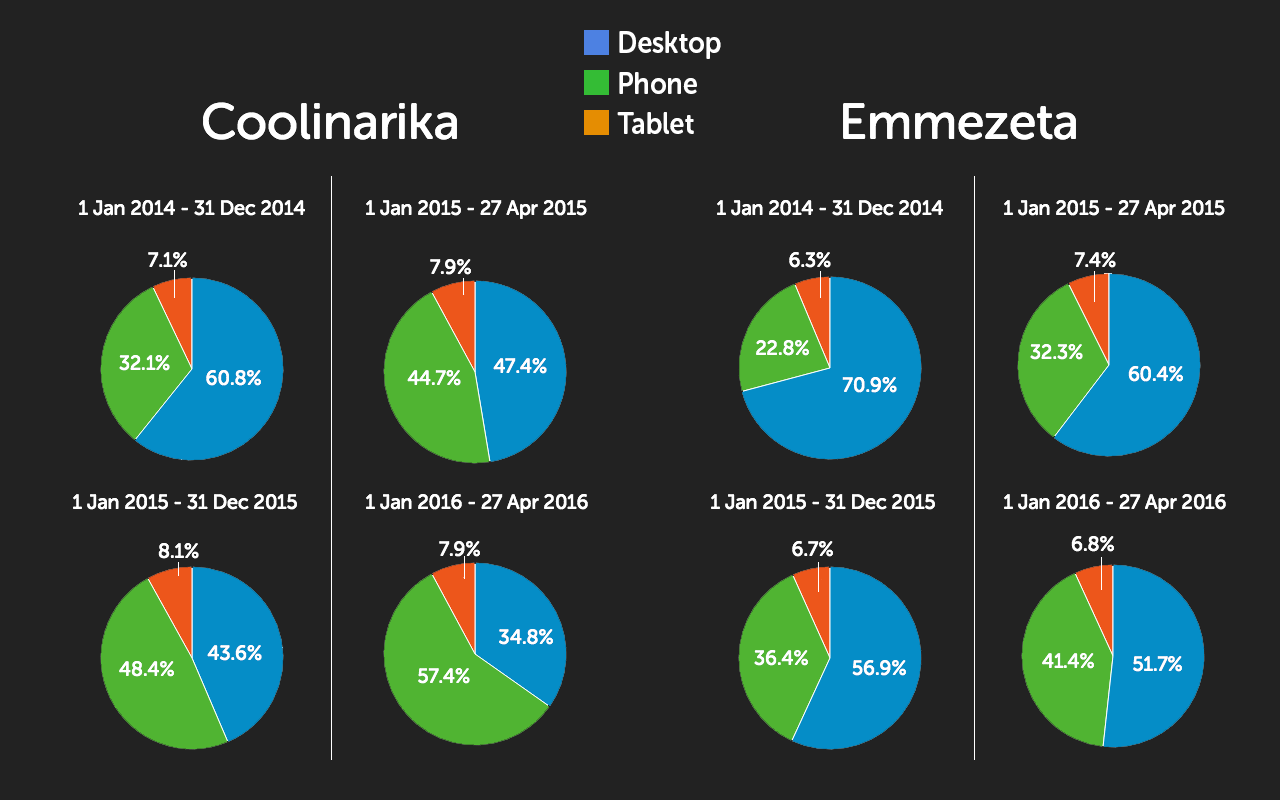 Desktop
Phone
Tablet
Coolinarika
1 Jan 2014 - 31 Dec 2014
7.1%
32.1%
60.8%
1 Jan 2015 - 27 Apr 2015
7.9%
44.7%
47.4%
1 Jan 2015 - 31 Dec 2015
8.1%
48.4%
43.6%
1 Jan 2016 - 27 Apr 2016
7.9%
34.8%
57.4%
Emmezeta
1 Jan 2014 - 31 Dec 2014
6.3%
22.8%
70.9%
1 Jan 2015 - 27 Apr 2015
7.4%
32.3%
60.4%
1 Jan 2015 - 31 Dec 2015
6.7%
36.4%
56.9%
1 Jan 2016 - 27 Apr 2016
6.8%
41.4%
51.7%